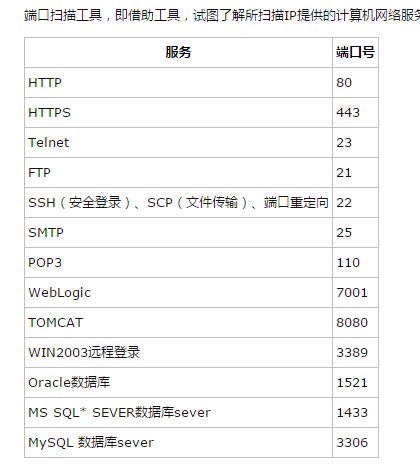 端口扫描工具，即借助工具，试图了解所扫描IP提供的计算机网络服
服务 端口号
HTTP 80
HTTPS 443
Telnet 23
FTP 21
SSH（安全登录）、SCP（文件传输）、端口重定向 22
SMTP 25
POP3 110
WebLogic 7001
TOMCAT 8080
WIN2003远程登录 3389
Oracle数据库 1521
MS SQL* SEVER数据库sever 1433
MySQL 数据库sever 3306